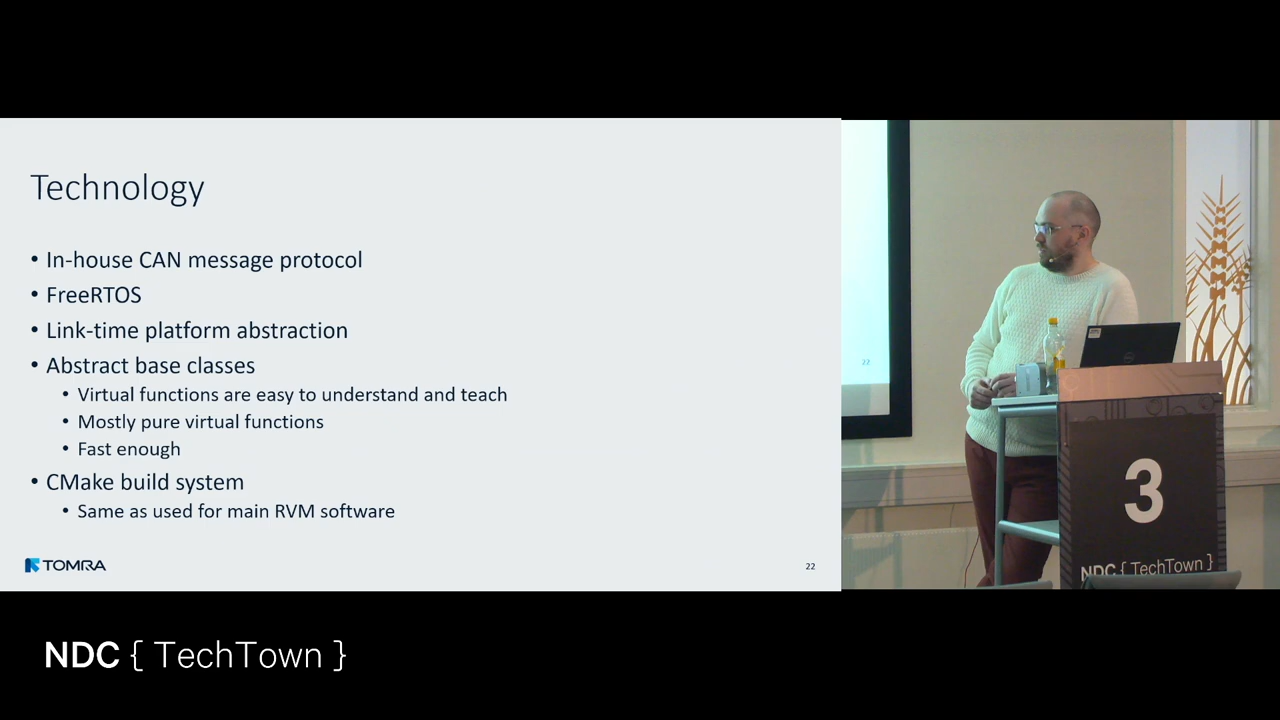 Technology
• In-house CAN message protocol
• FreeRTOS
• Link-time platform abstraction
• Abstract base classes
• Virtual functions are easy to understand and teach
• Mostly pure virtual functions
• Fast enough
• CMake build system
• Same as used for main RVM software
TOMRA
22
22
3
NDC { TechTown }
NDC { TechTown }